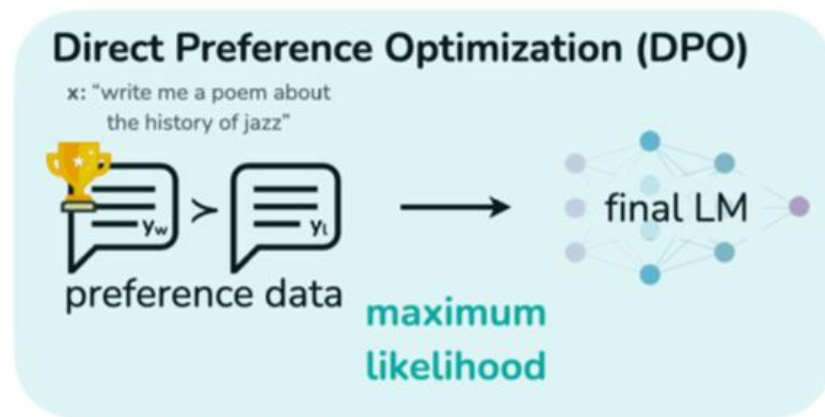 Direct Preference Optimization (DPO)
x: “write me a poem about
the history of jazz”
yw > yl
preference data
final LM
maximum
likelihood